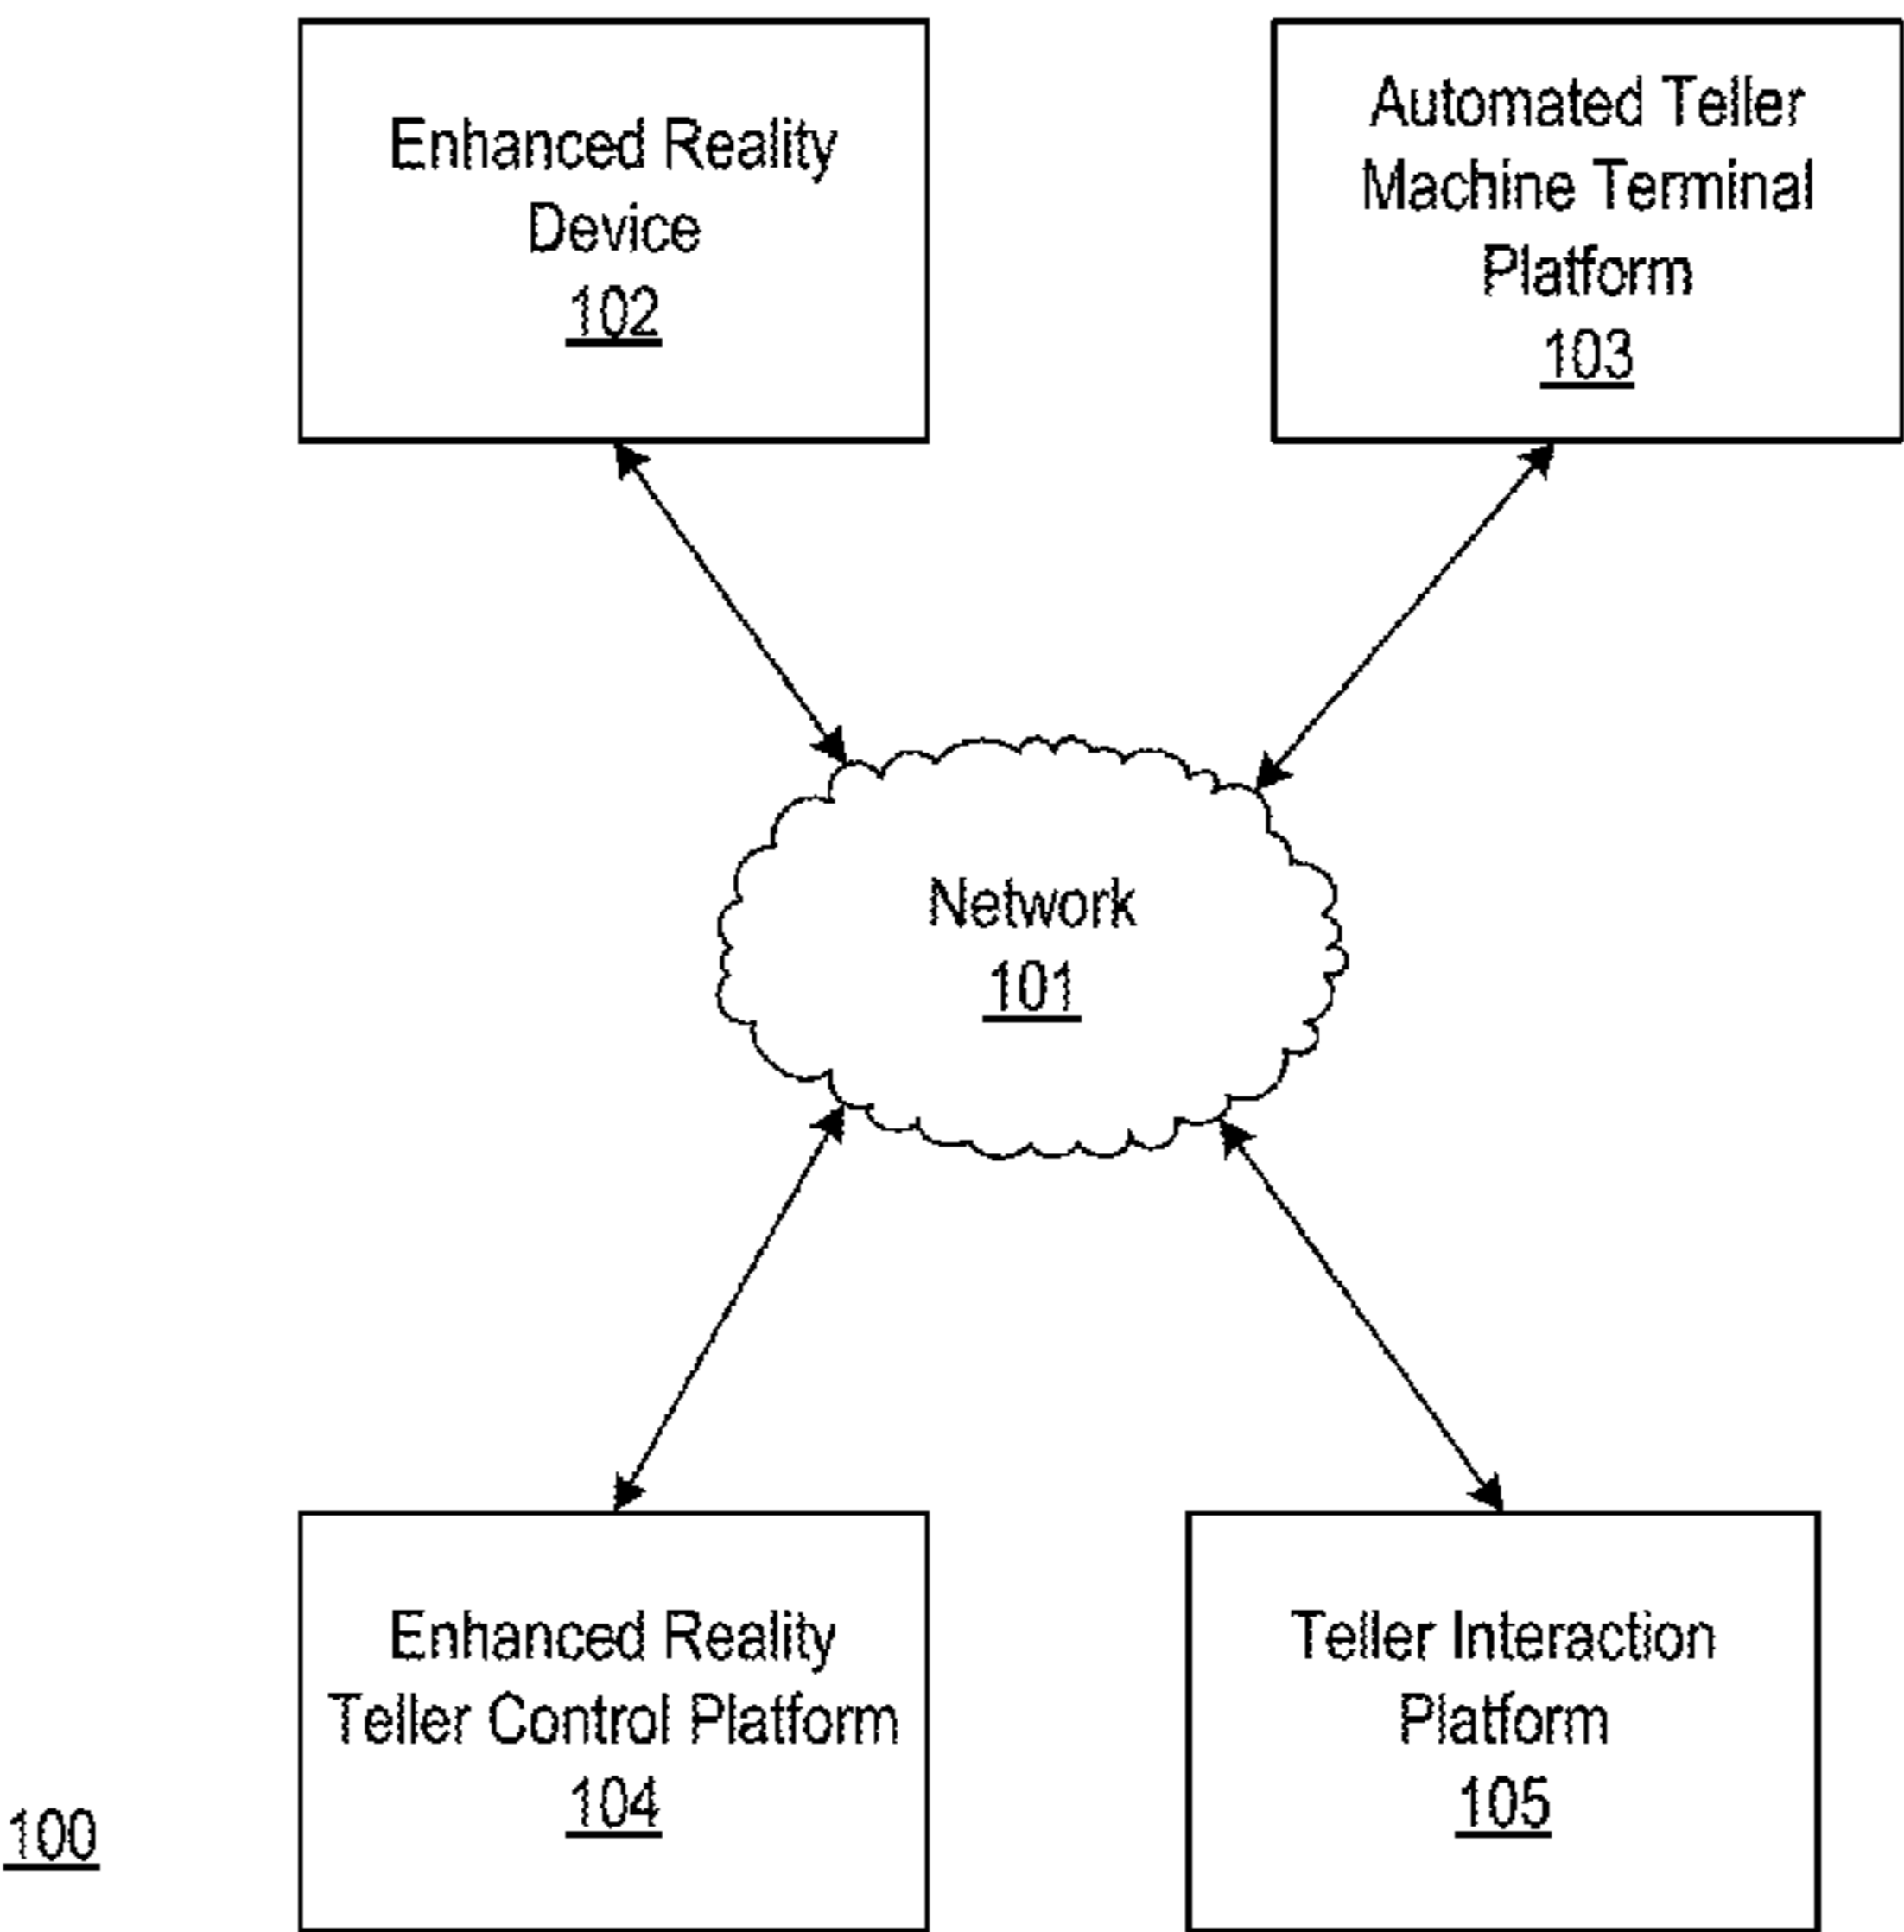 Enhanced Reality
Device
102
Automated Teller
Machine Terminal
Platform
103
Network
101
Enhanced Reality
Teller Control Platform
104
Teller Interaction
Platform
105
100